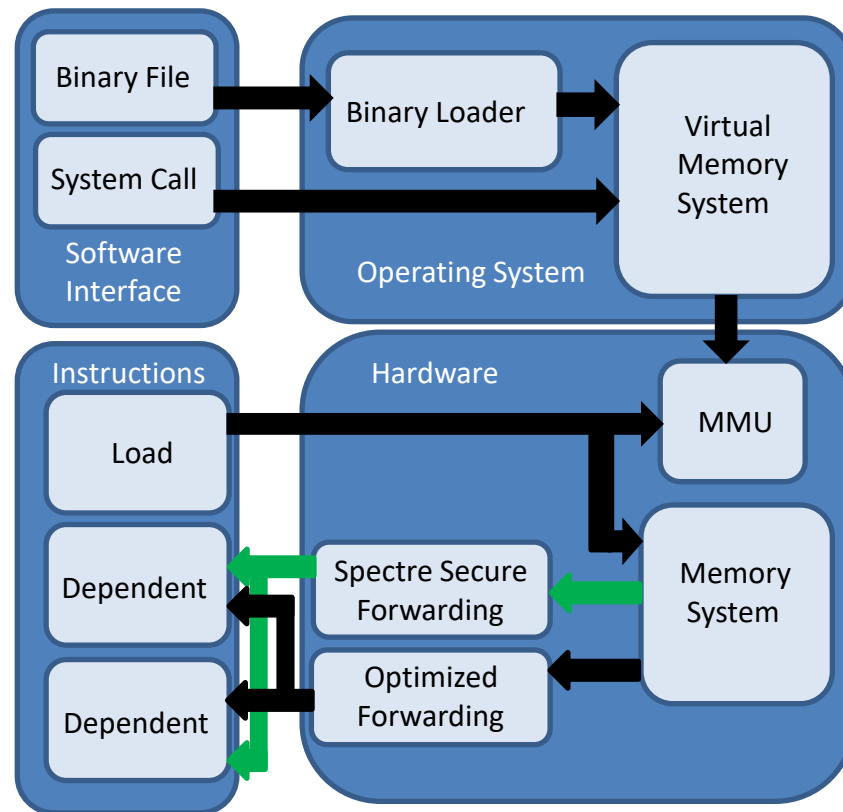 Binary File
System Call
Software
Interface
Binary Loader
Virtual
Memory
System
Operating System
Instructions
Load
Dependent
Dependent
Hardware
MMU
Spectre Secure
Forwarding
Memory
System
Optimized
Forwarding